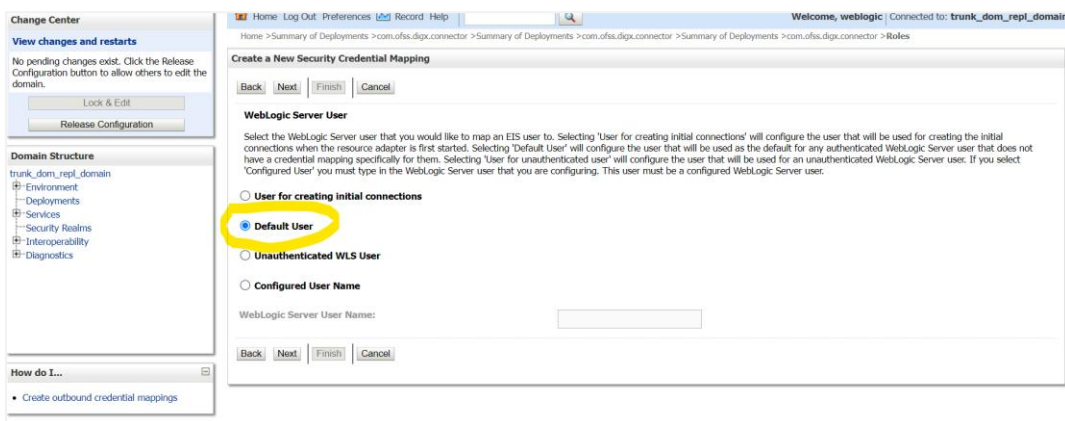 Change Center
View changes and restarts
No pending changes exist. Click the Release
Configuration button to allow others to edit the
domain.
Lock & Edit
Release Configuration
Domain Structure
trunk_dom_repl_domain
Environment
Deployments
Services
Security Realms
Interoperability
Diagnostics
How do I...
Create outbound credential mappings
Home Log Out Preferences Record Help
Welcome, weblogic Connected to: trunk_dom_repl_domain
Home >Summary of Deployments >com.ofss.digx.connector >Summary of Deployments >com.ofss.digx.connector >Summary of Deployments >com.ofss.digx.connector >Roles
Create a New Security Credential Mapping
Back Next Finish Cancel
WebLogic Server User
Select the WebLogic Server user that you would like to map an EIS user to. Selecting 'User for creating initial connections' will configure the user that will be used for creating the initial
connections when the resource adapter is first started. Selecting 'Default User' will configure the user that will be used as the default for any authenticated WebLogic Server user that does not
have a credential mapping specifically for them. Selecting 'User for unauthenticated user' will configure the user that will be used for an unauthenticated WebLogic Server user. If you select
'Configured User' you must type in the WebLogic Server user that you are configuring. This user must be a configured WebLogic Server user.
User for creating initial connections
Default User
Unauthenticated WLS User
Configured User Name
WebLogic Server User Name:
Back Next Finish Cancel